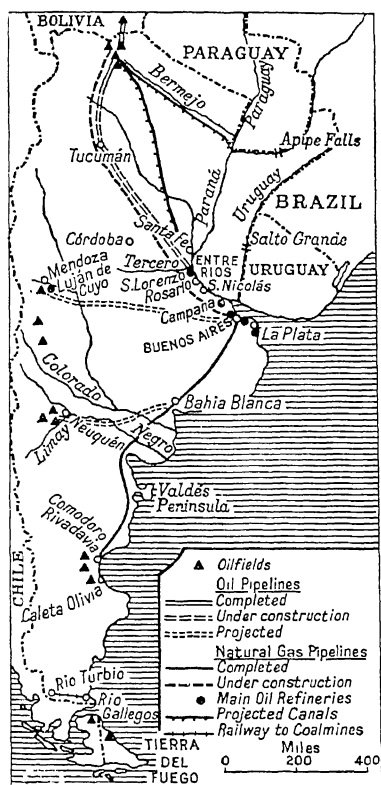 BOLIVIA
PARAGUAY
Bermejo
Paraguay
Apipe Falls
Tucumán
Paraná
Uruguay
BRAZIL
Santa Fe
Córdoba
Salto Grande
Mendoza
Luján de
Cuyo
Tercero
ENTRE
RIOS
URUGUAY
S. Lorenzo
Rosario
S. Nicolás
Campana
BUENOS AIRES
La Plata
Colorado
Bahia Blanca
Limay
Neuquén
Negro
Valdés
Peninsula
Comodoro
Rivadavia
CHILE
Caleta Olivia
Rio Turbio
Rio
Gallegos
TIERRA
DEL
FUEGO
Oilfields
Oil Pipelines
Completed
Under construction
Projected
Natural Gas Pipelines
Completed
Under construction
Main Oil Refineries
Projected Canals
Railway to Coalmines
Miles
0 200 400